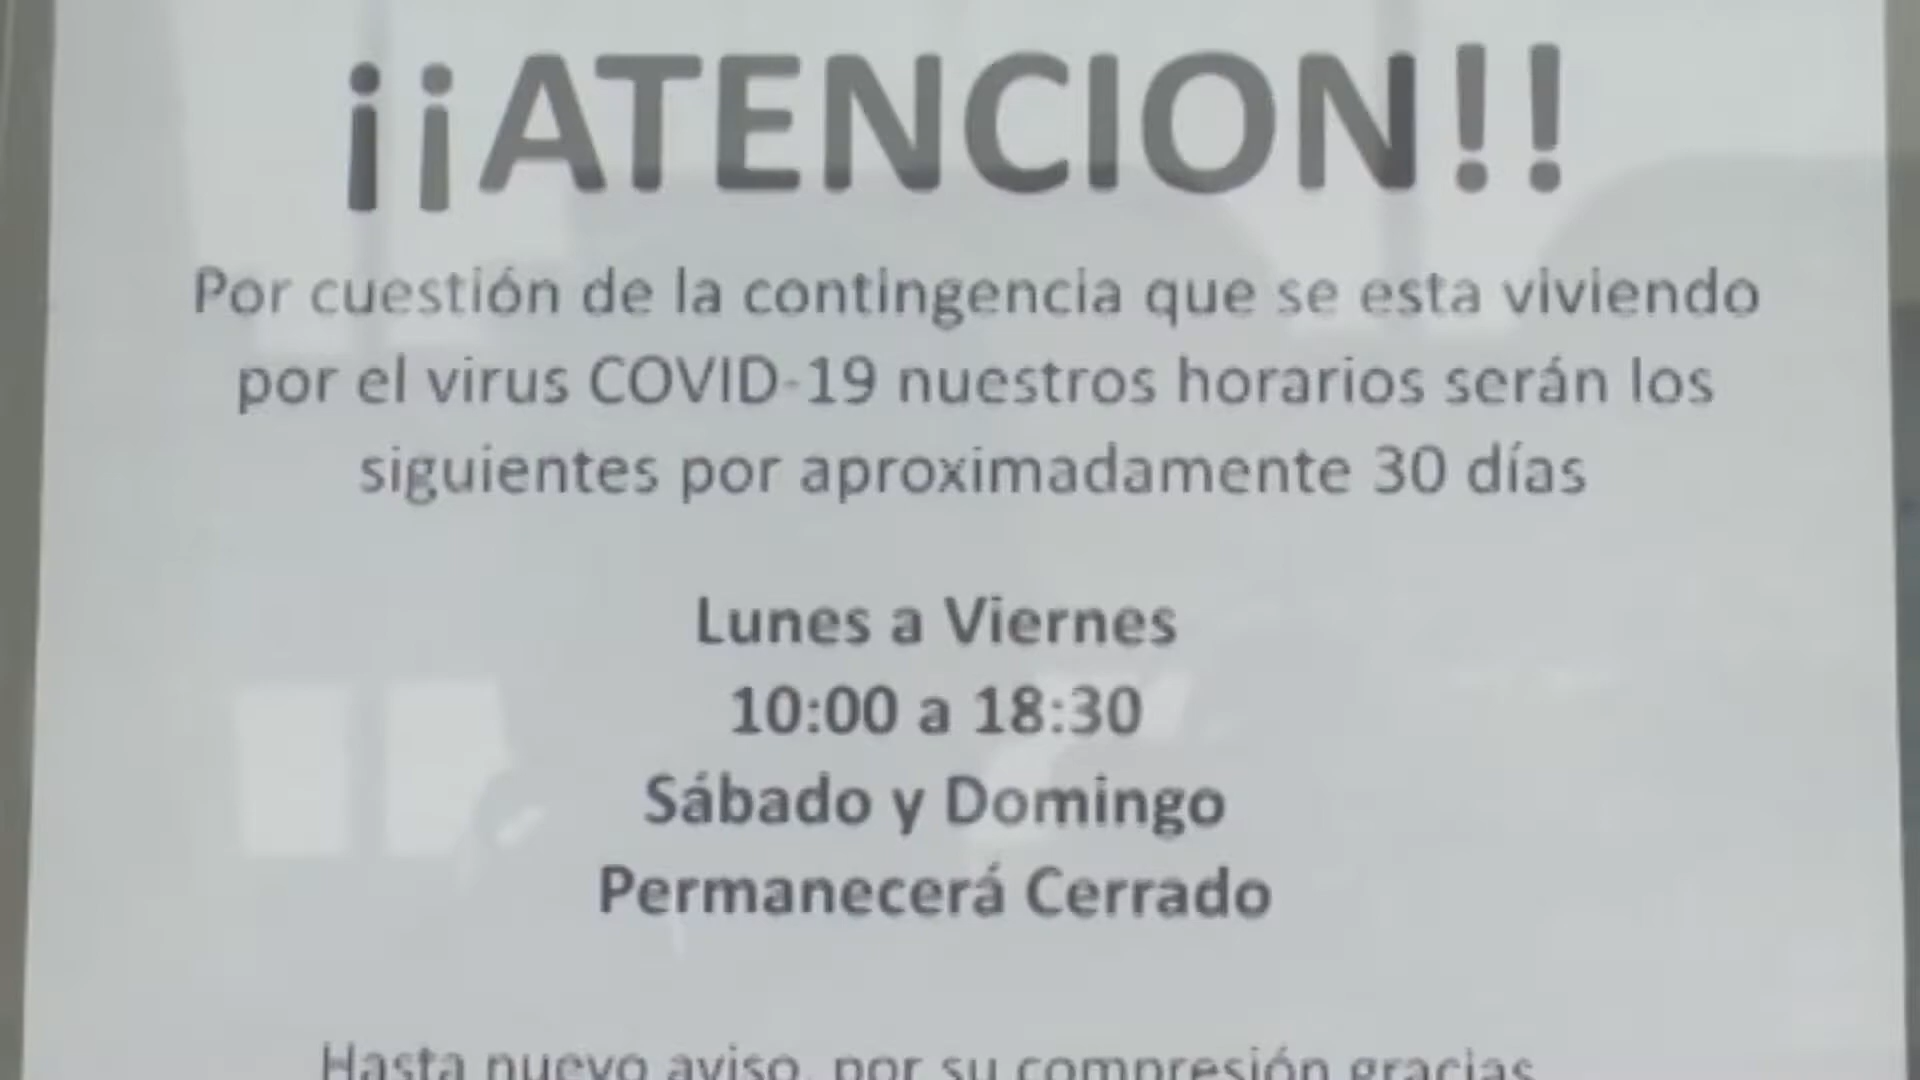 ¡¡ATENCION!!
Por cuestión de la contingencia que se esta viviendo
por el virus COVID-19 nuestros horarios serán los
siguientes por aproximadamente 30 días
Lunes a Viernes
10:00 a 18:30
Sábado y Domingo
Permanecerá Cerrado
Hasta nuevo aviso, por su compresión gracias